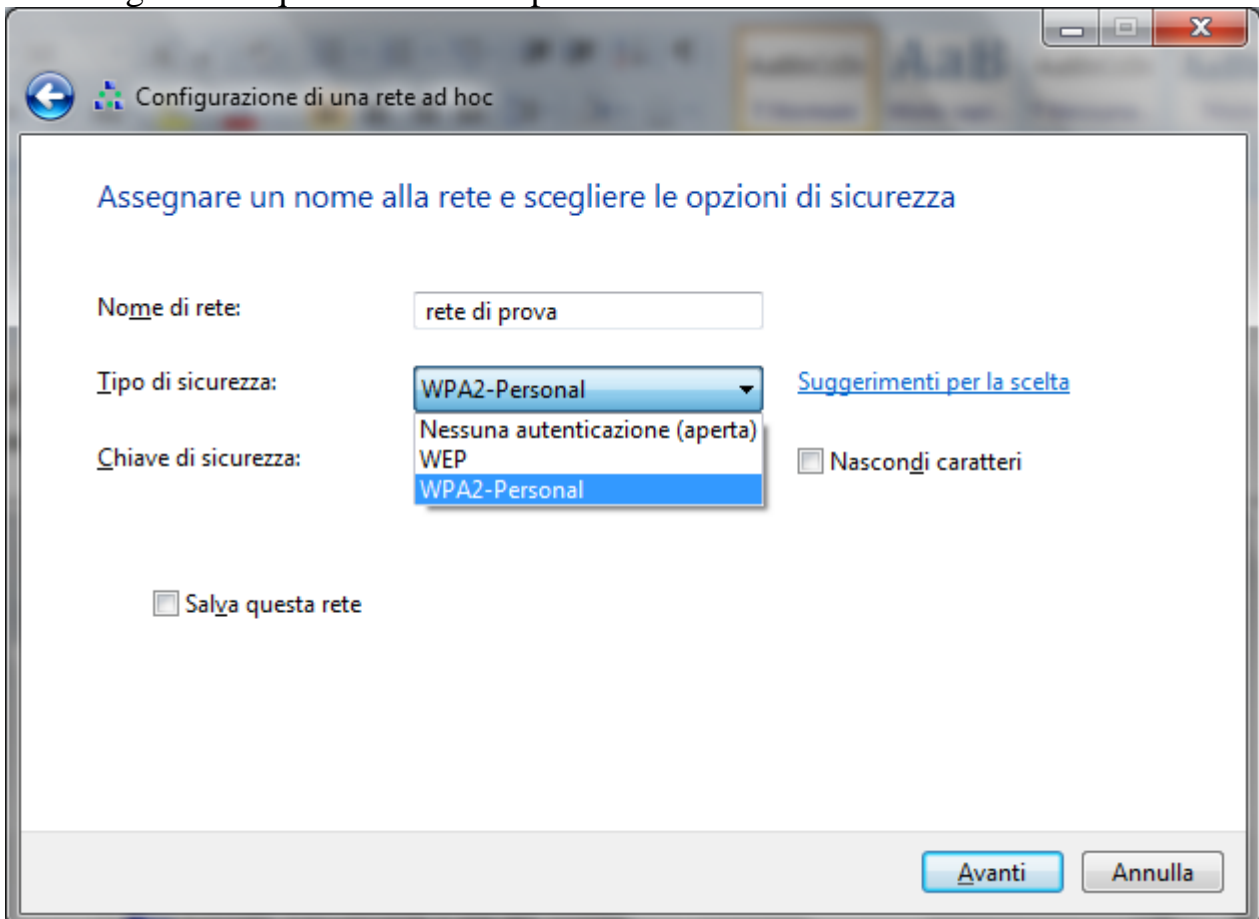 Configurazione di una rete ad hoc
Assegnare un nome alla rete e scegliere le opzioni di sicurezza
Nome di rete: rete di prova
Tipo di sicurezza: WPA2-Personal Suggerimenti per la scelta
Nessuna autenticazione (aperta)
Chiave di sicurezza: WEP Nascondi caratteri
WPA2-Personal
Salva questa rete
Avanti Annulla